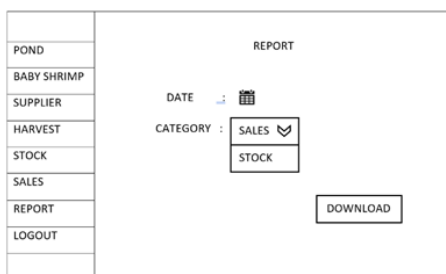 POND
BABY SHRIMP
SUPPLIER
HARVEST
STOCK
SALES
REPORT
LOGOUT
REPORT
DATE :
CATEGORY : SALES
STOCK
DOWNLOAD